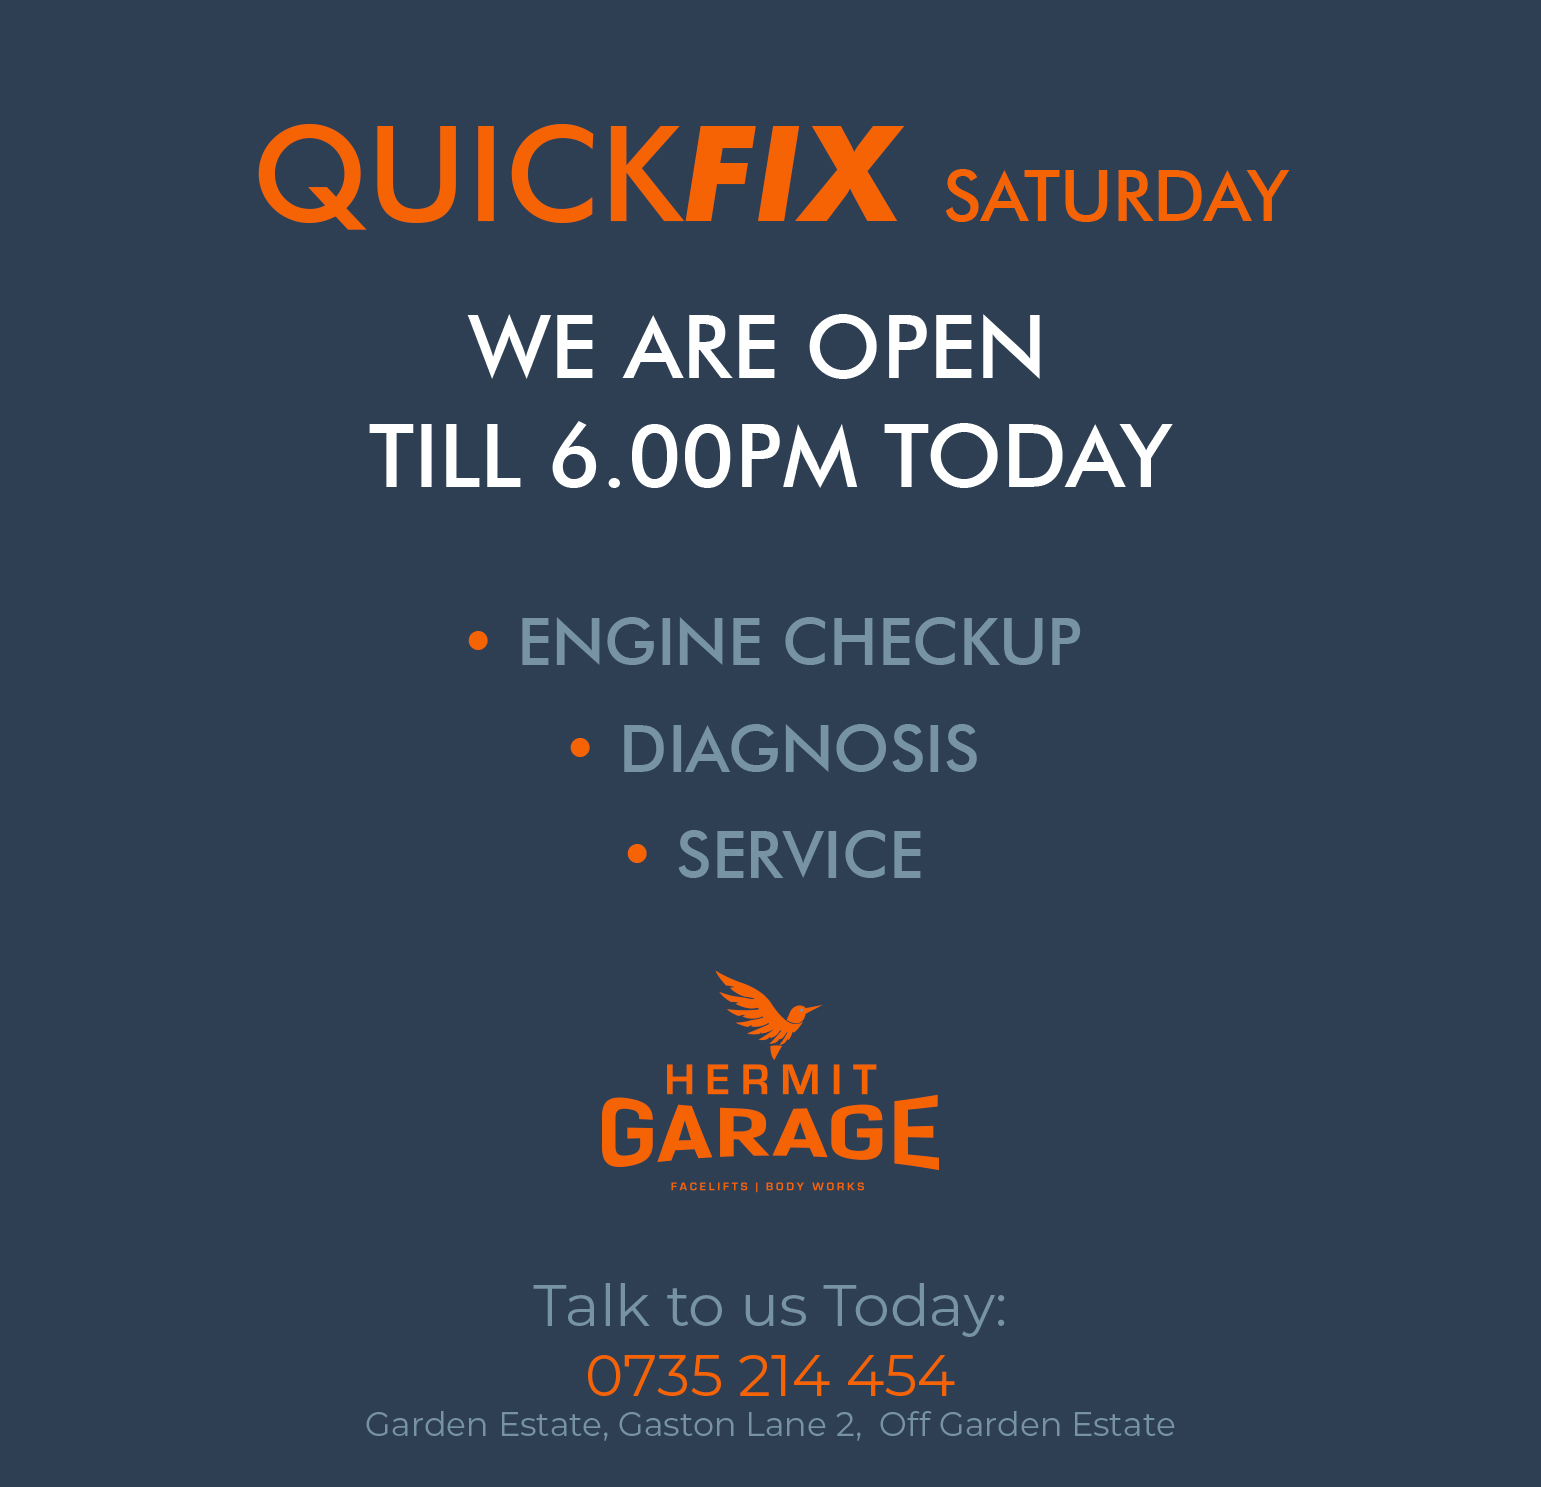 QUICKFIX SATURDAY
WE ARE OPEN
TILL 6.00PM TODAY
• ENGINE CHECKUP
• DIAGNOSIS
• SERVICE
HERMIT
GARAGE
FACELIFTS | BODY WORKS
Talk to us Today:
0735 214 454
Garden Estate, Gaston Lane 2, Off Garden Estate